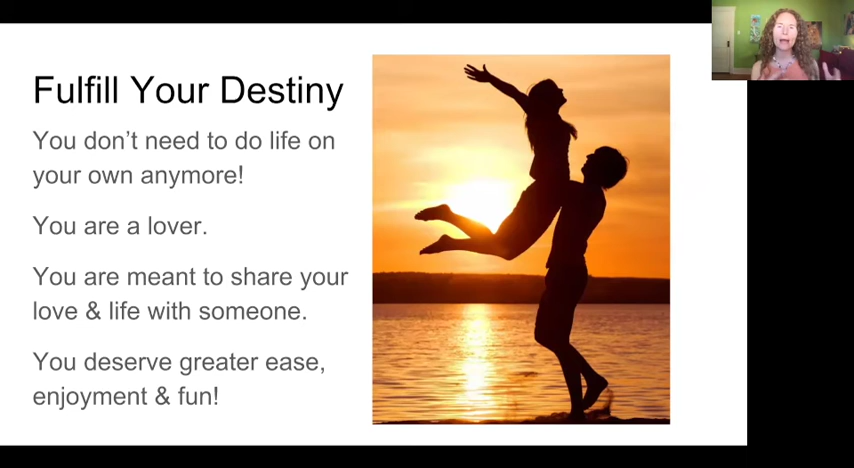 Fulfill Your Destiny
You don’t need to do life on
your own anymore!
You are a lover.
You are meant to share your
love & life with someone.
You deserve greater ease,
enjoyment & fun!